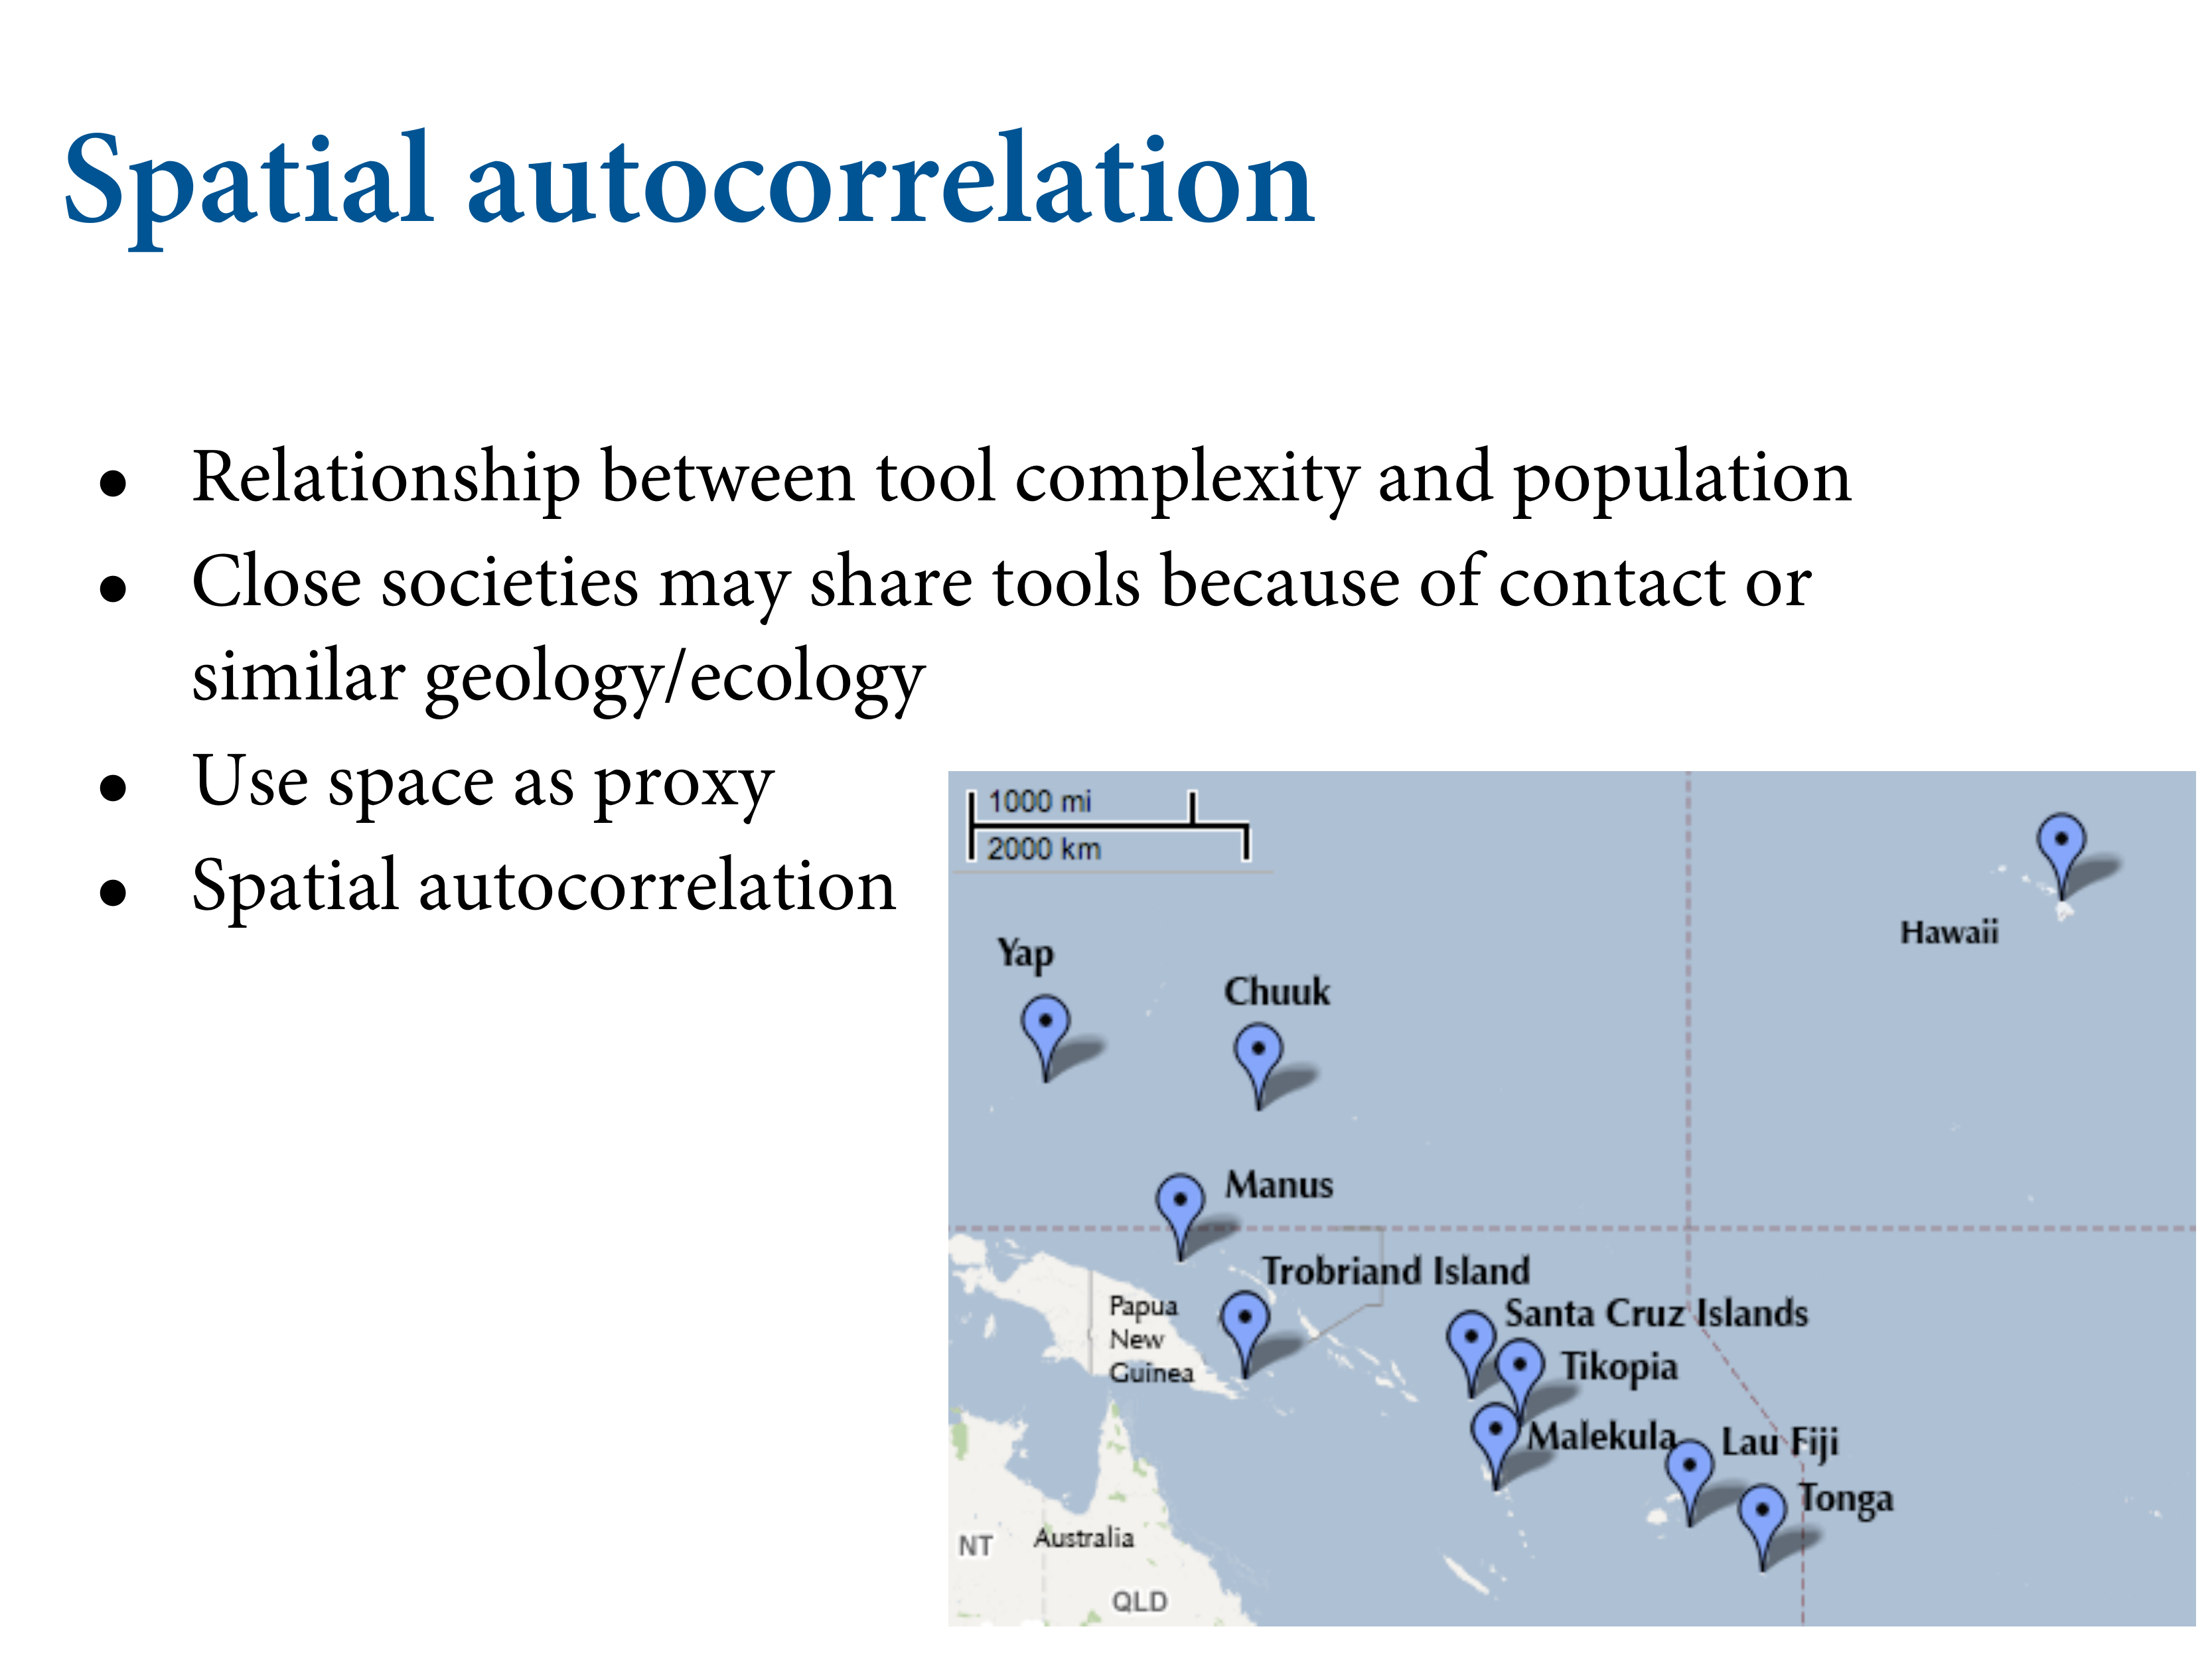 Spatial autocorrelation
• Relationship between tool complexity and population
• Close societies may share tools because of contact or
similar geology/ecology
• Use space as proxy
• Spatial autocorrelation
1000 mi
2000 km
Hawaii
Yap
Chuuk
Manus
Trobriand Island
Papua
New
Guinea
Santa Cruz Islands
Tikopia
Malekula
Lau Fiji
Tonga
NT
Australia
QLD